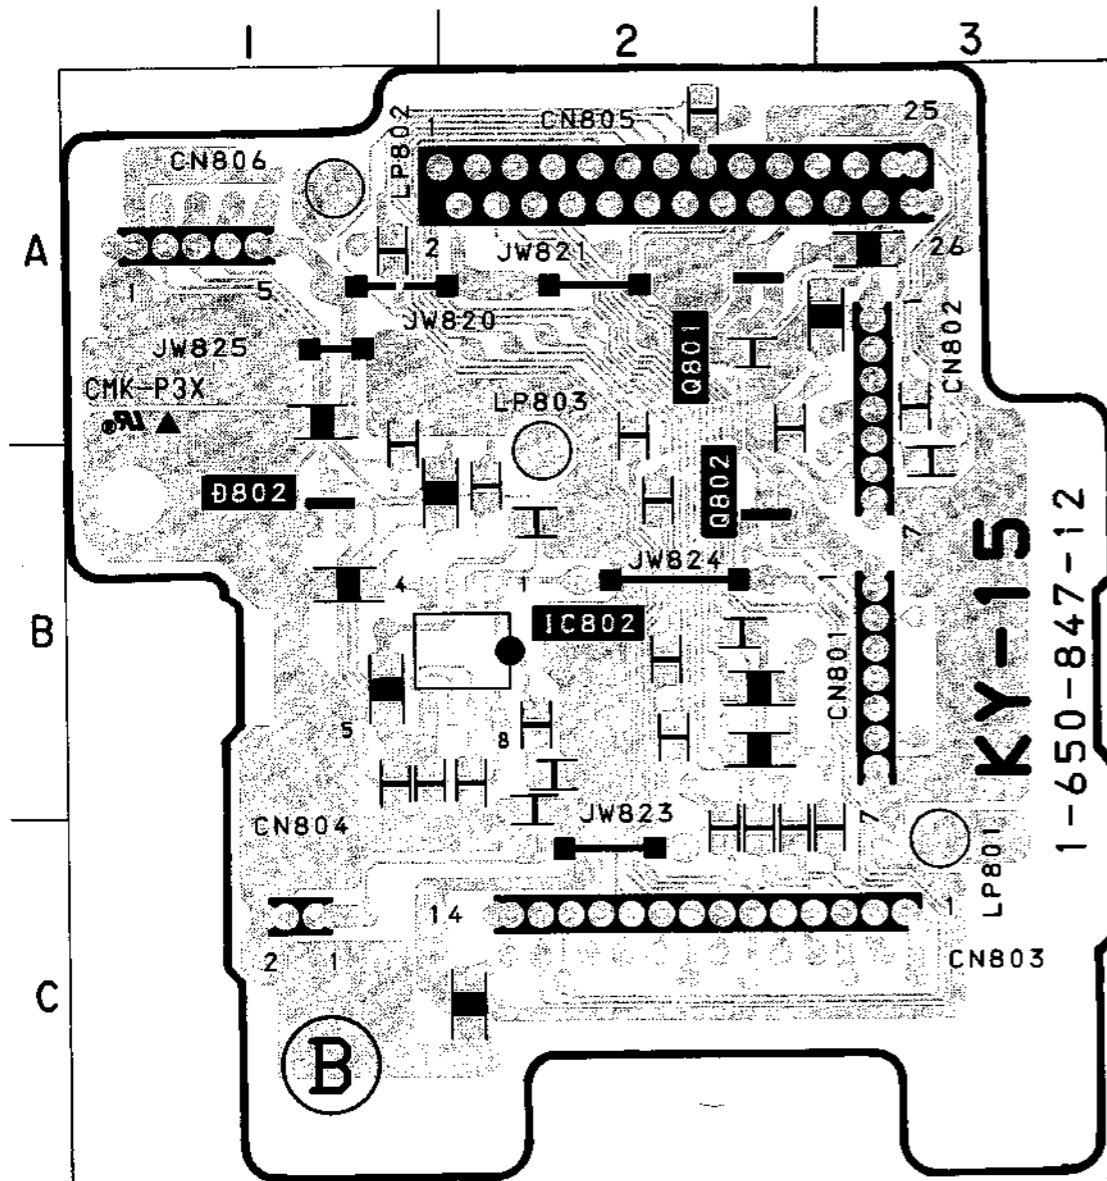 1
2
3
LP802
1
CN805
25
CN806
A
2
JW821
26
1
5
JW820
1
CN802
JW825
Q801
CMK-P3X
LP803
D802
Q802
7
JW824
4
1
1
B
IC802
CN801
KY-15
1-650-847-12
5
8
CN804
JW823
7
LP801
14
1
2
1
CN803
C
B